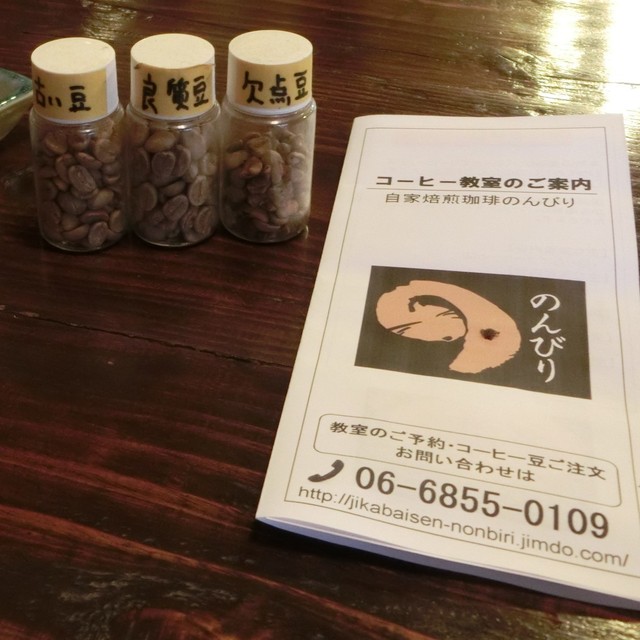 古い豆
良質豆
欠点豆
コーヒー教室のご案内
自家焙煎珈琲のんびり
のんびり
教室のご予約・コーヒー豆ご注文
お問い合わせは
06-6855-0109
http://jikabaisen-nonbiri.jimdo.com/